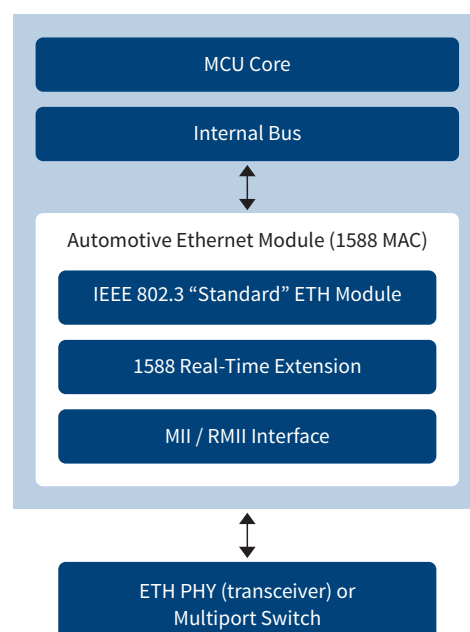 MCU Core
Internal Bus
Automotive Ethernet Module (1588 MAC)
IEEE 802.3 “Standard” ETH Module
1588 Real-Time Extension
MII / RMII Interface
ETH PHY (transceiver) or
Multiport Switch